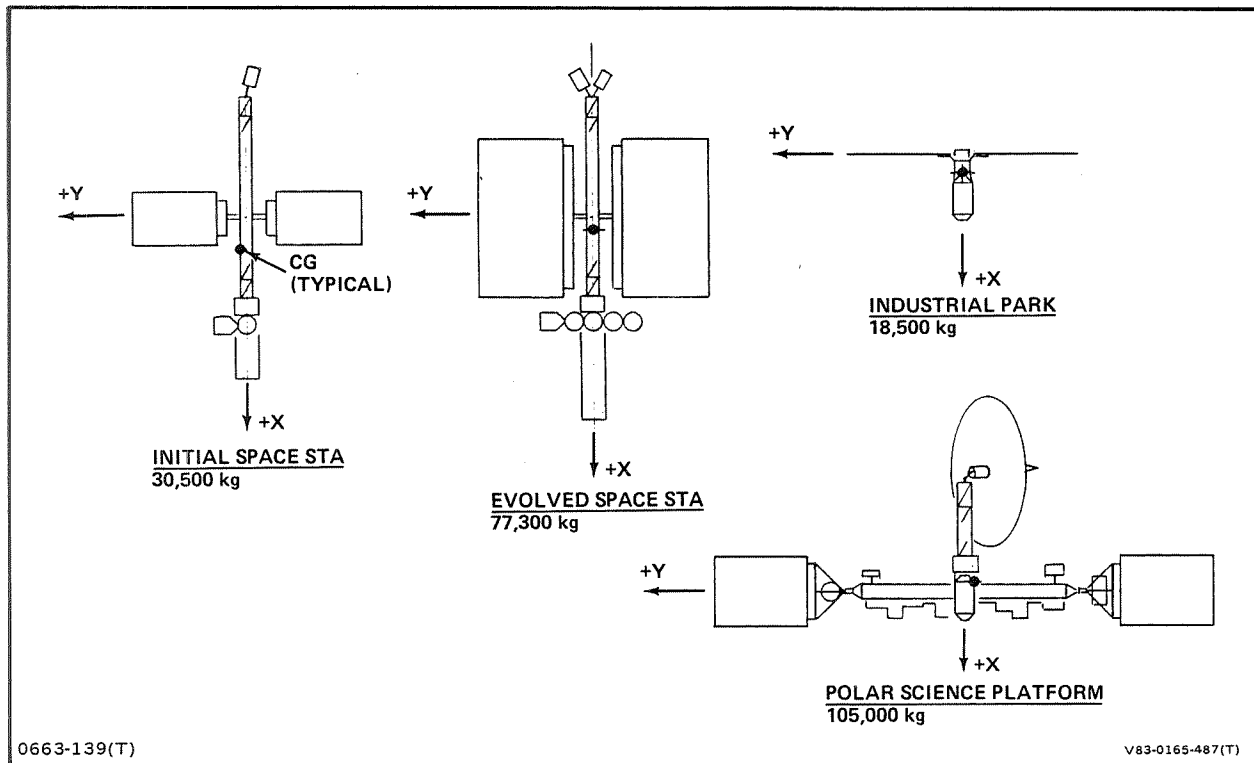 +Y
CG
(TYPICAL)
+X
INITIAL SPACE STA
30,500 kg
+Y
+X
EVOLVED SPACE STA
77,300 kg
+Y
+X
INDUSTRIAL PARK
18,500 kg
+Y
+X
POLAR SCIENCE PLATFORM
105,000 kg
0663-139(T)
V83-0165-487(T)